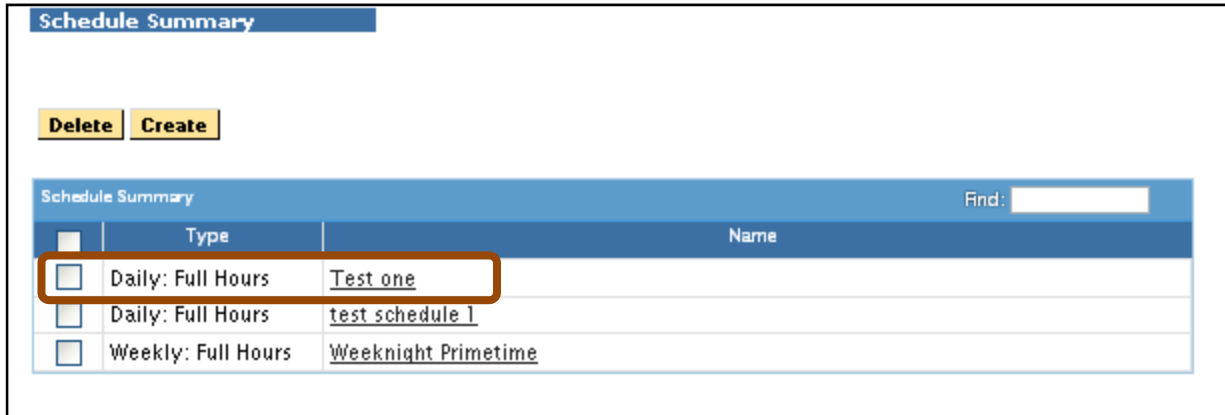 Schedule Summary
Delete Create
Schedule Summary Find:
Type Name
Daily: Full Hours Test one
Daily: Full Hours test schedule 1
Weekly: Full Hours Weeknight Primetime